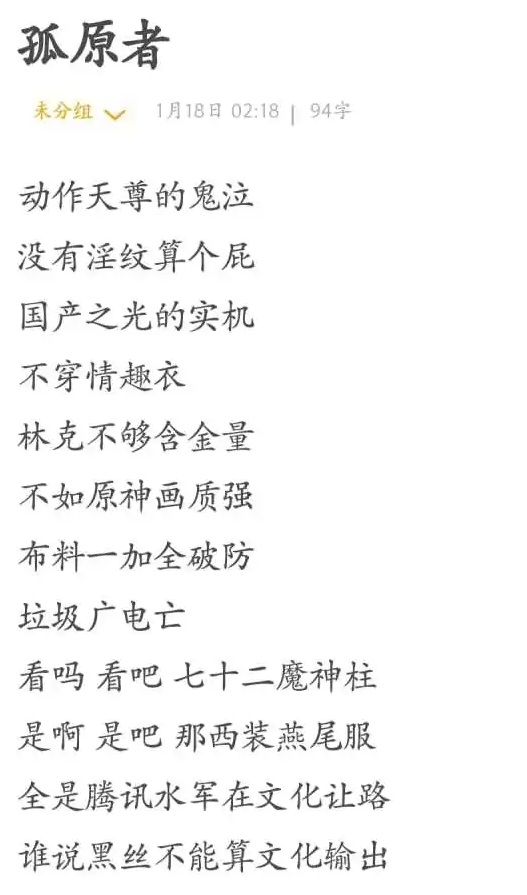 孤原者
未分组 1月18日 02:18 | 94字
动作天尊的鬼泣
没有淫纹算个屁
国产之光的实机
不穿情趣衣
林克不够含金量
不如原神画质强
布料一加全破防
垃圾广电亡
看吗 看吧 七十二魔神柱
是啊 是吧 那西装燕尾服
全是腾讯水军在文化让路
谁说黑丝不能算文化输出